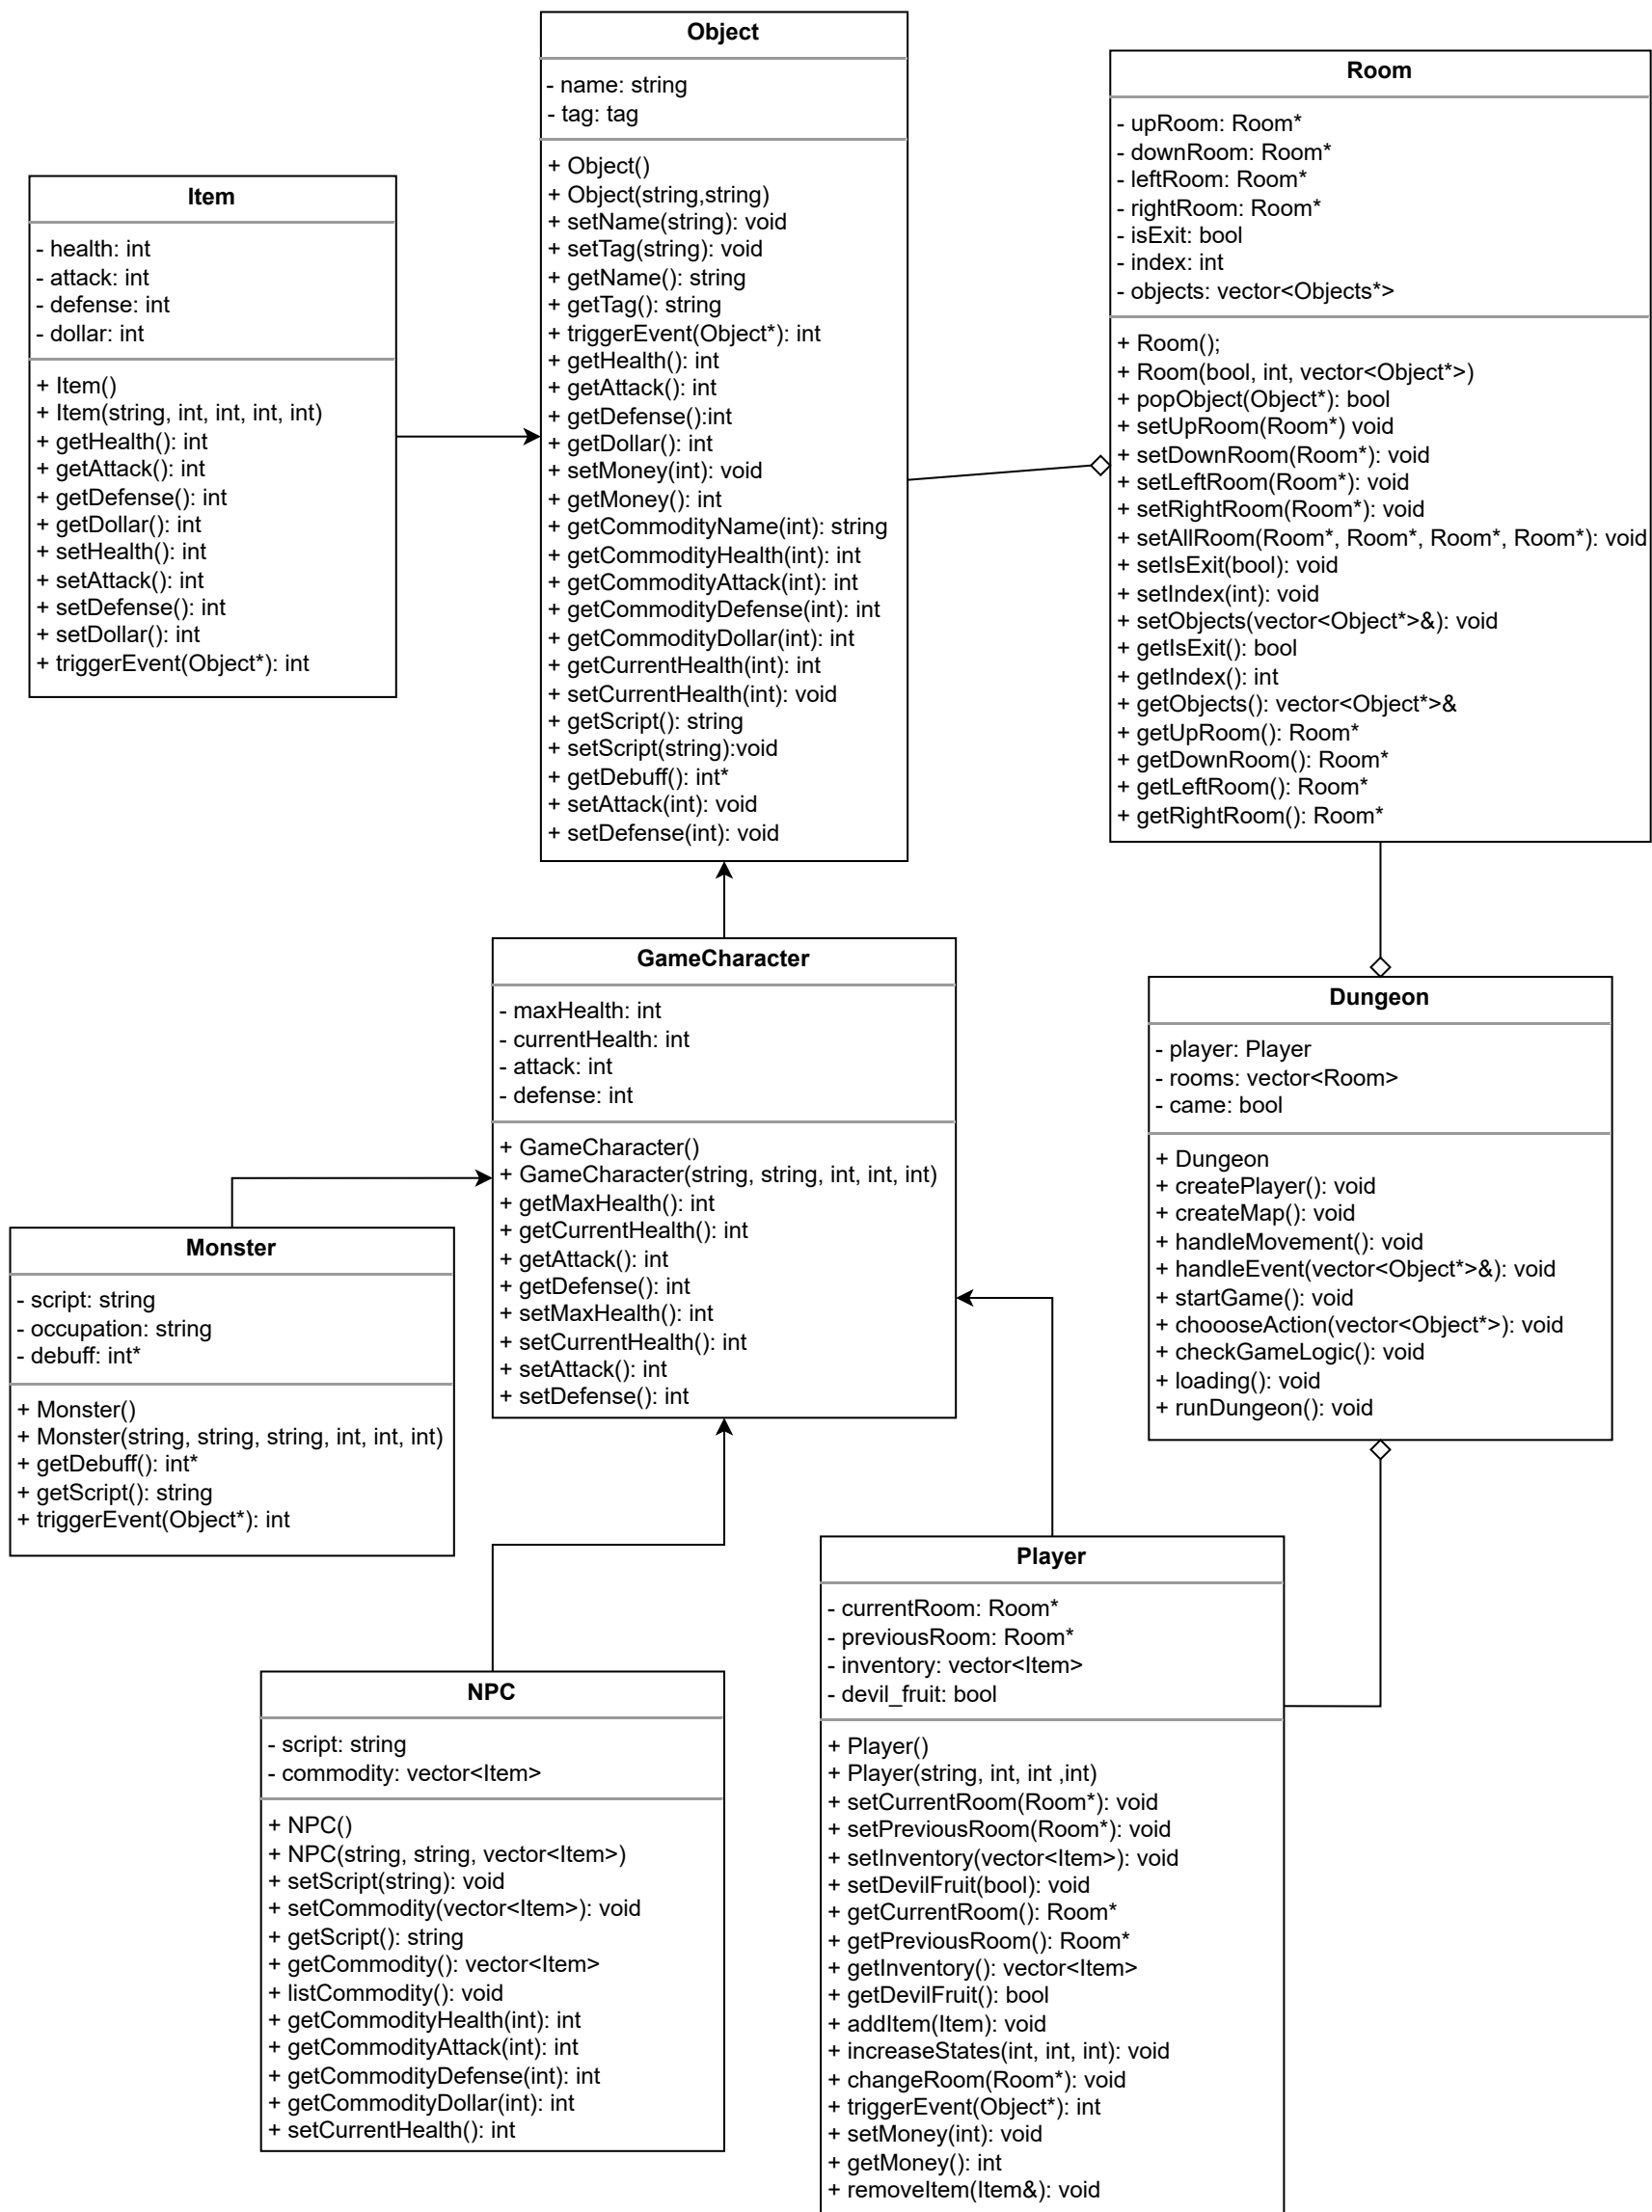 Object
- name: string
- tag: tag
+ Object()
+ Object(string,string)
+ setName(string): void
+ setTag(string): void
+ getName(): string
+ getTag(): string
+ triggerEvent(Object*): int
+ getHealth(): int
+ getAttack(): int
+ getDefense():int
+ getDollar(): int
+ setMoney(int): void
+ getMoney(): int
+ getCommodityName(int): string
+ getCommodityHealth(int): int
+ getCommodityAttack(int): int
+ getCommodityDefense(int): int
+ getCommodityDollar(int): int
+ getCurrentHealth(int): int
+ setCurrentHealth(int): void
+ getScript(): string
+ setScript(string):void
+ getDebuff(): int*
+ setAttack(int): void
+ setDefense(int): void
Room
- upRoom: Room*
- downRoom: Room*
- leftRoom: Room*
- rightRoom: Room*
- isExit: bool
- index: int
- objects: vector<Objects*>
+ Room();
+ Room(bool, int, vector<Object*>)
+ popObject(Object*): bool
+ setUpRoom(Room*) void
+ setDownRoom(Room*): void
+ setLeftRoom(Room*): void
+ setRightRoom(Room*): void
+ setAllRoom(Room*, Room*, Room*, Room*): void
+ setIsExit(bool): void
+ setIndex(int): void
+ setObjects(vector<Object*>&): void
+ getIsExit(): bool
+ getIndex(): int
+ getObjects(): vector<Object*>&
+ getUpRoom(): Room*
+ getDownRoom(): Room*
+ getLeftRoom(): Room*
+ getRightRoom(): Room*
Item
- health: int
- attack: int
- defense: int
- dollar: int
+ Item()
+ Item(string, int, int, int, int)
+ getHealth(): int
+ getAttack(): int
+ getDefense(): int
+ getDollar(): int
+ setHealth(): int
+ setAttack(): int
+ setDefense(): int
+ setDollar(): int
+ triggerEvent(Object*): int
GameCharacter
- maxHealth: int
- currentHealth: int
- attack: int
- defense: int
+ GameCharacter()
+ GameCharacter(string, string, int, int, int)
+ getMaxHealth(): int
+ getCurrentHealth(): int
+ getAttack(): int
+ getDefense(): int
+ setMaxHealth(): int
+ setCurrentHealth(): int
+ setAttack(): int
+ setDefense(): int
Dungeon
- player: Player
- rooms: vector<Room>
- came: bool
+ Dungeon
+ createPlayer(): void
+ createMap(): void
+ handleMovement(): void
+ handleEvent(vector<Object*>&): void
+ startGame(): void
+ choooseAction(vector<Object*>): void
+ checkGameLogic(): void
+ loading(): void
+ runDungeon(): void
Monster
- script: string
- occupation: string
- debuff: int*
+ Monster()
+ Monster(string, string, string, int, int, int)
+ getDebuff(): int*
+ getScript(): string
+ triggerEvent(Object*): int
Player
- currentRoom: Room*
- previousRoom: Room*
- inventory: vector<Item>
- devil_fruit: bool
+ Player()
+ Player(string, int, int ,int)
+ setCurrentRoom(Room*): void
+ setPreviousRoom(Room*): void
+ setInventory(vector<Item>): void
+ setDevilFruit(bool): void
+ getCurrentRoom(): Room*
+ getPreviousRoom(): Room*
+ getInventory(): vector<Item>
+ getDevilFruit(): bool
+ addItem(Item): void
+ increaseStates(int, int, int): void
+ changeRoom(Room*): void
+ triggerEvent(Object*): int
+ setMoney(int): void
+ getMoney(): int
+ removeItem(Item&): void
NPC
- script: string
- commodity: vector<Item>
+ NPC()
+ NPC(string, string, vector<Item>)
+ setScript(string): void
+ setCommodity(vector<Item>): void
+ getScript(): string
+ getCommodity(): vector<Item>
+ listCommodity(): void
+ getCommodityHealth(int): int
+ getCommodityAttack(int): int
+ getCommodityDefense(int): int
+ getCommodityDollar(int): int
+ setCurrentHealth(): int